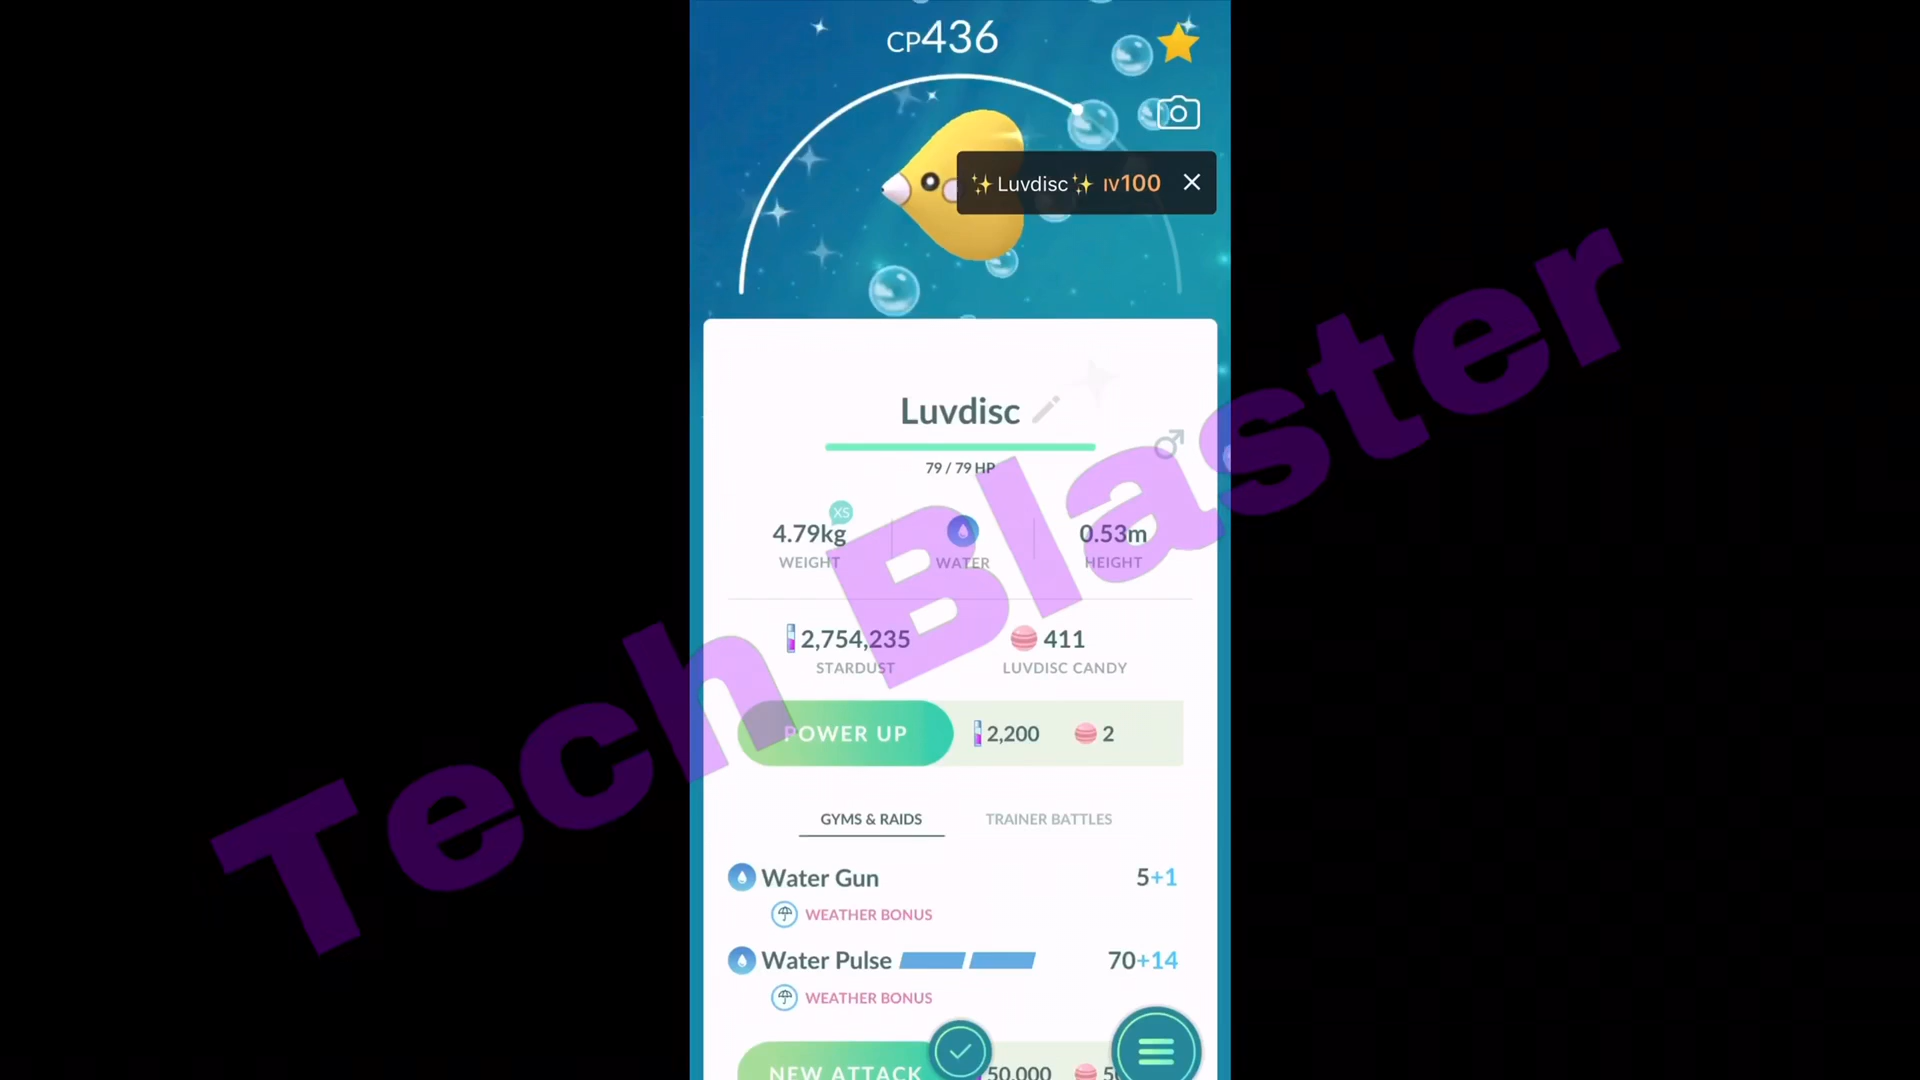 CP436
✨Luvdisc✨ IV100 ×
Luvdisc
79 / 79 HP
XS
4.79kg
WEIGHT
WATER
0.53m
HEIGHT
2,754,235
STARDUST
411
LUVDISC CANDY
POWER UP 2,200 2
GYMS & RAIDS TRAINER BATTLES
Water Gun 5+1
WEATHER BONUS
Water Pulse 70+14
WEATHER BONUS
NEW ATTACK 50,000
Tech Blaster